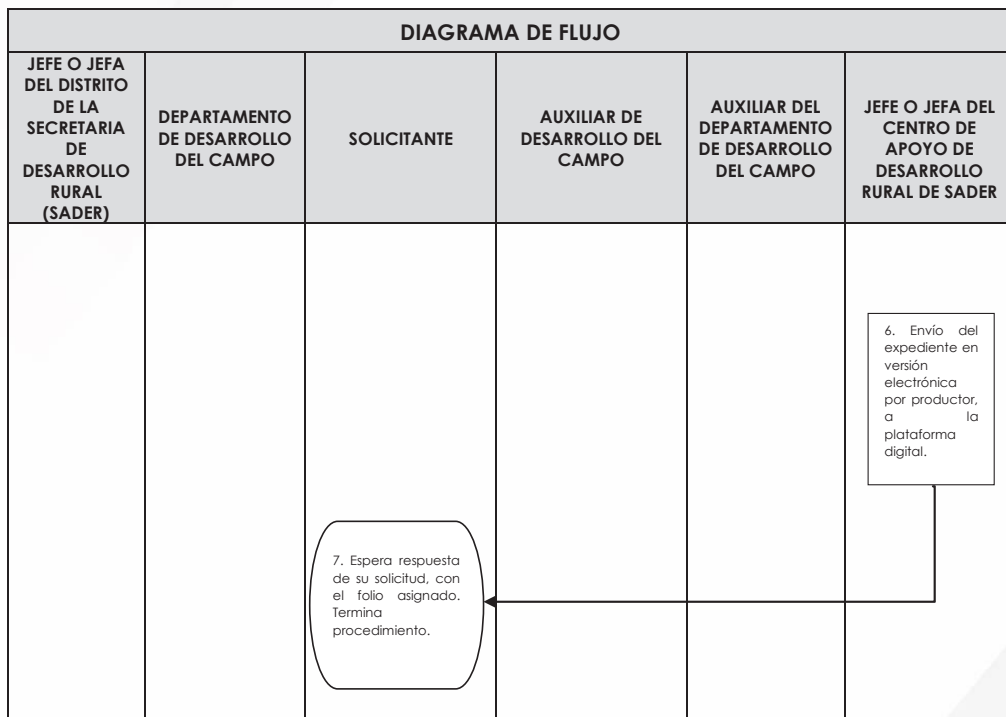 DIAGRAMA DE FLUJO
JEFE O JEFA
DEL DISTRITO
DE LA
SECRETARIA
DE
DESARROLLO
RURAL
(SADER)
DEPARTAMENTO
DE DESARROLLO
DEL CAMPO
SOLICITANTE
AUXILIAR DE
DESARROLLO DEL
CAMPO
AUXILIAR DEL
DEPARTAMENTO
DE DESARROLLO
DEL CAMPO
JEFE O JEFA DEL
CENTRO DE
APOYO DE
DESARROLLO
RURAL DE SADER
6. Envío del
expediente en
versión
electrónica
por productor,
a la
plataforma
digital.
7. Espera respuesta
de su solicitud, con
el folio asignado.
Termina
procedimiento.